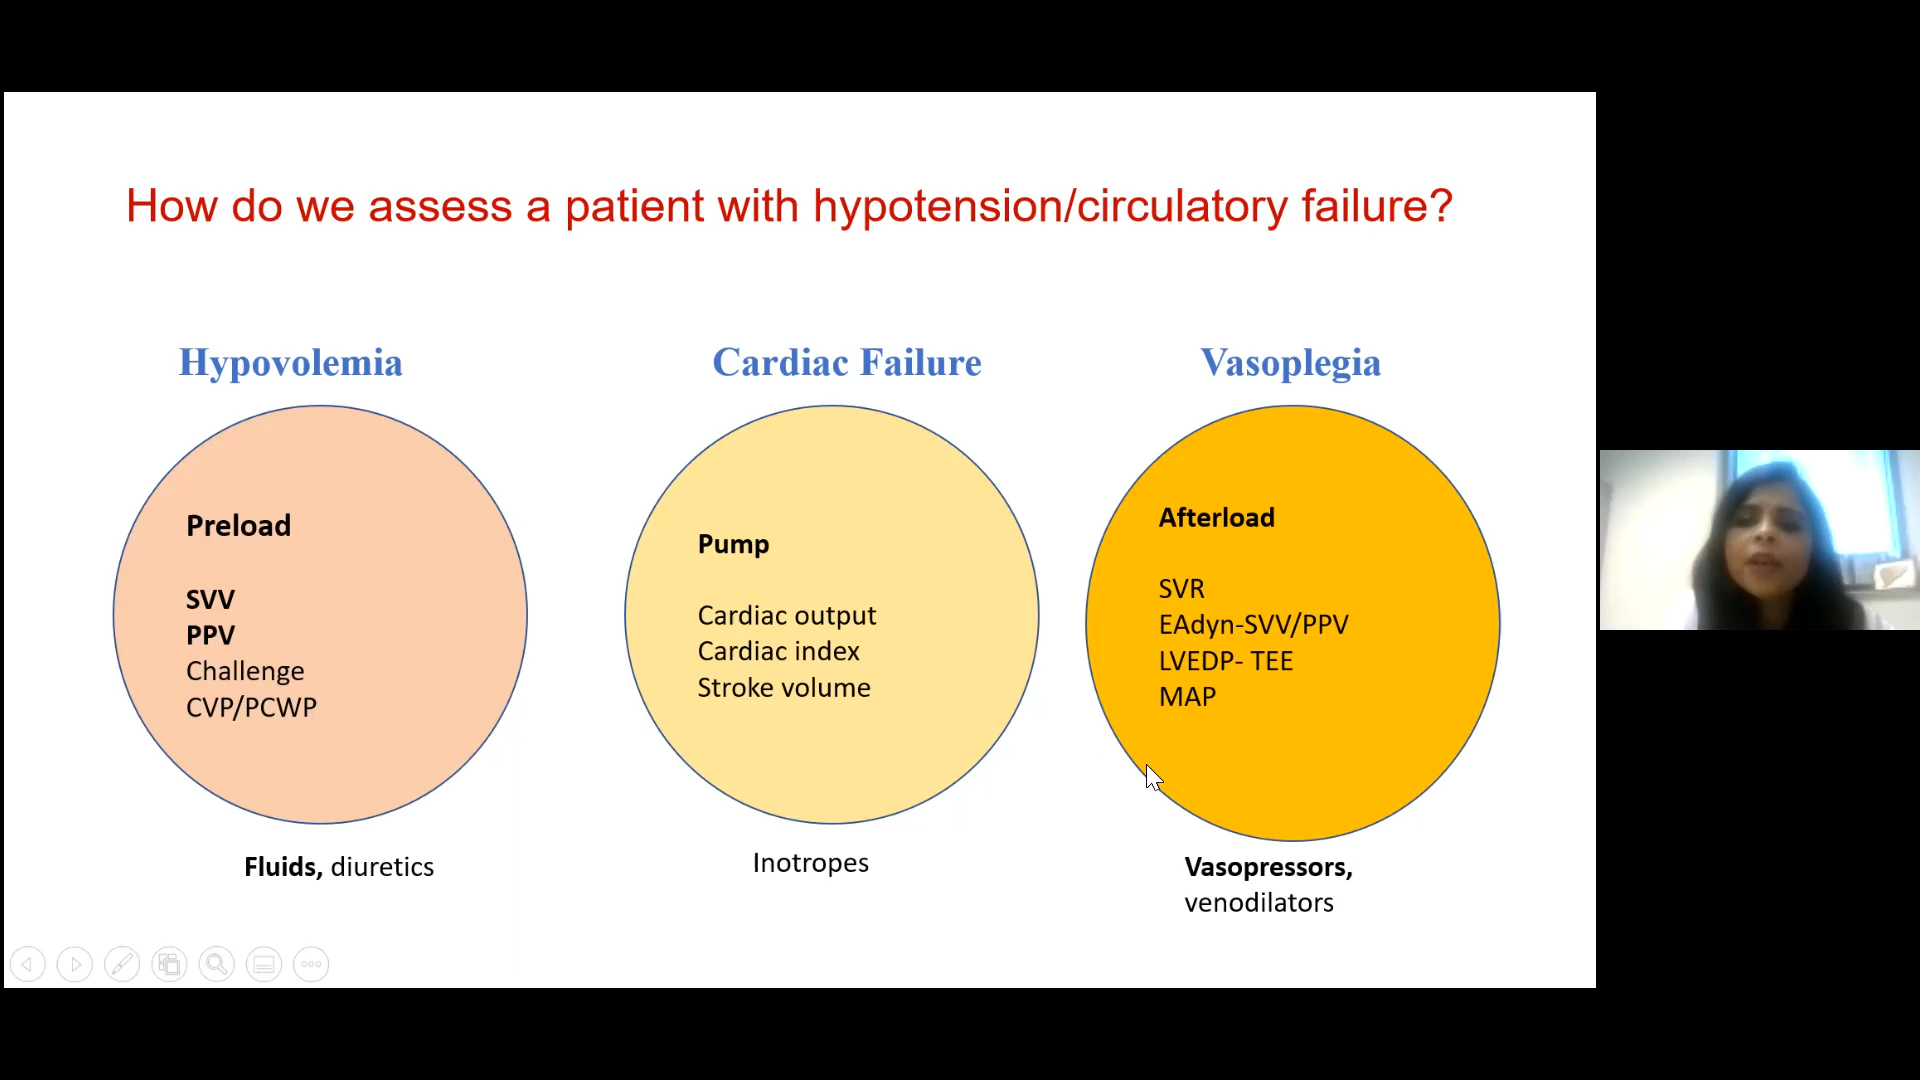 How do we assess a patient with hypotension/circulatory failure?
Hypovolemia
Preload
SVV
PPV
Challenge
CVP/PCWP
Fluids, diuretics
Cardiac Failure
Pump
Cardiac output
Cardiac index
Stroke volume
Inotropes
Vasoplegia
Afterload
SVR
EAdyn-SVV/PPV
LVEDP- TEE
MAP
Vasopressors,
venodilators